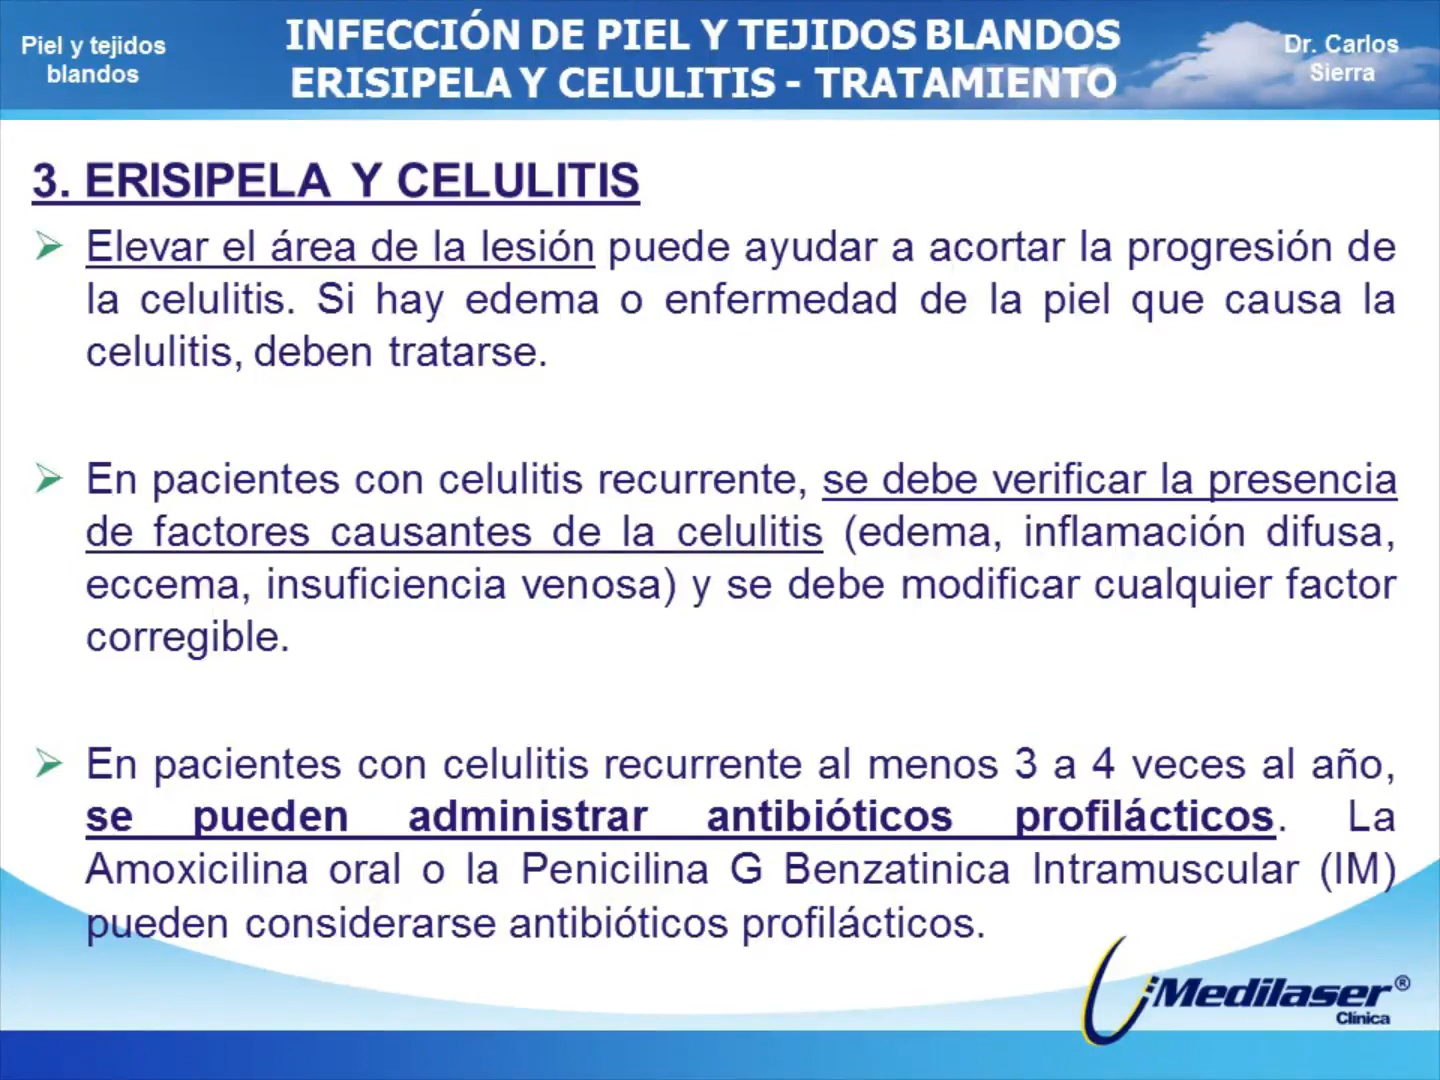 Piel y tejidos
blandos
INFECCIÓN DE PIEL Y TEJIDOS BLANDOS
ERISIPELA Y CELULITIS - TRATAMIENTO
Dr. Carlos
Sierra
3. ERISIPELA Y CELULITIS
Elevar el área de la lesión puede ayudar a acortar la progresión de
la celulitis. Si hay edema o enfermedad de la piel que causa la
celulitis, deben tratarse.
En pacientes con celulitis recurrente, se debe verificar la presencia
de factores causantes de la celulitis (edema, inflamación difusa,
eccema, insuficiencia venosa) y se debe modificar cualquier factor
corregible.
En pacientes con celulitis recurrente al menos 3 a 4 veces al año,
se pueden administrar antibióticos profilácticos. La
Amoxicilina oral o la Penicilina G Benzatinica Intramuscular (IM)
pueden considerarse antibióticos profilácticos.
Medilaser®
Clínica